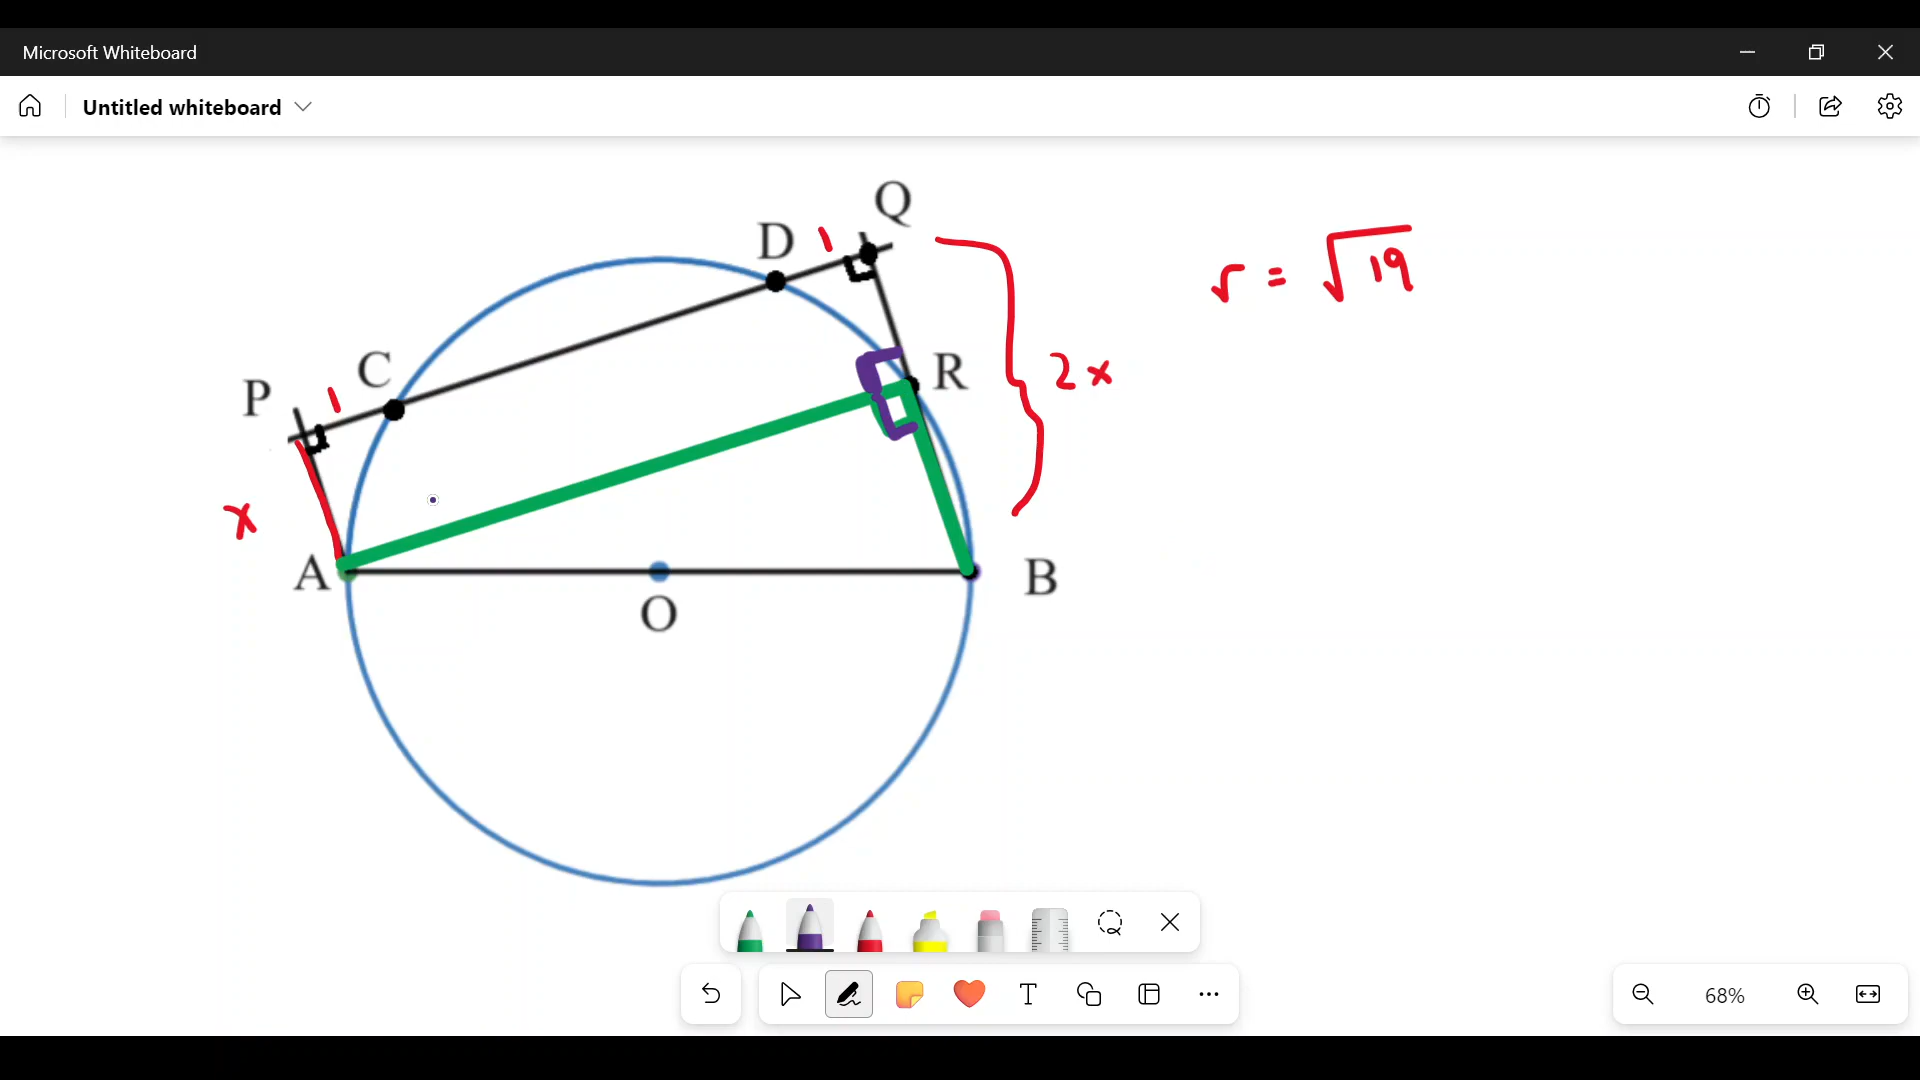 Microsoft Whiteboard
Untitled whiteboard
Q
D 1
r = √19
C
R
P 1
2x
x
A
B
O
T
68%